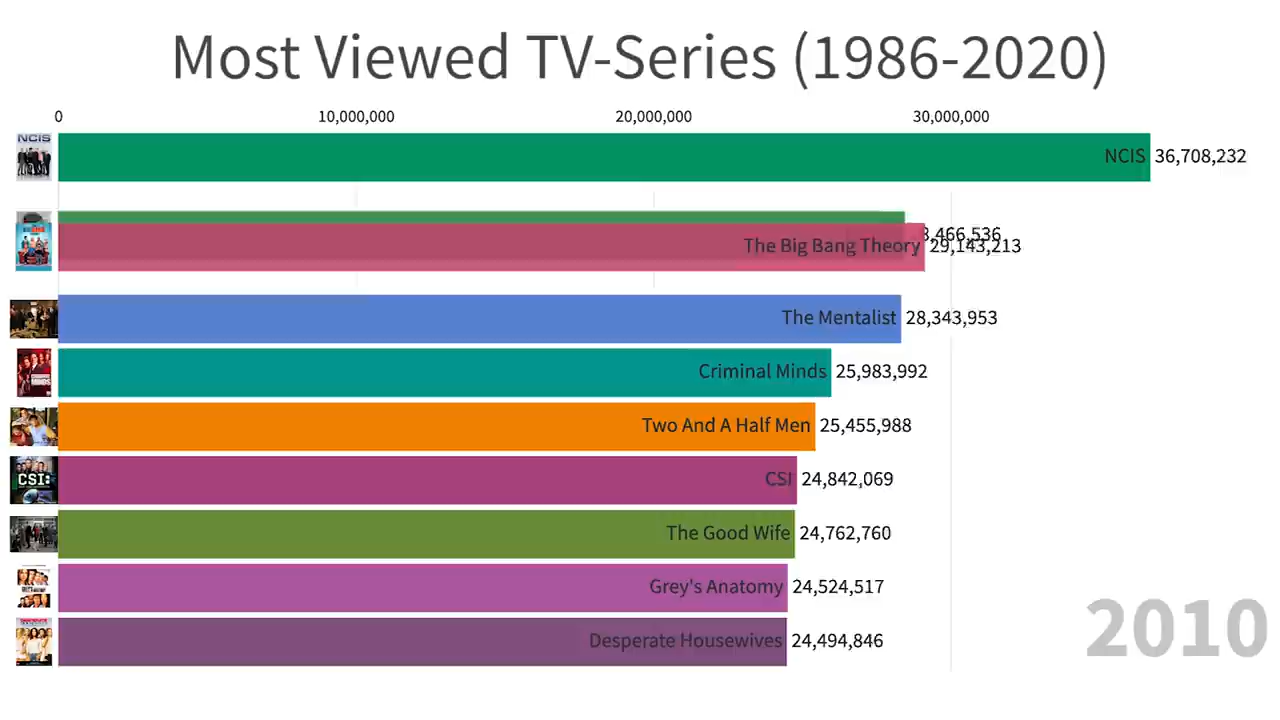 Most Viewed TV-Series (1986-2020)
0 10,000,000 20,000,000 30,000,000
NCIS
NCIS 36,708,232
3,466,536
The Big Bang Theory 29,143,213
The Mentalist 28,343,953
Criminal Minds 25,983,992
Two And A Half Men 25,455,988
CSI:
CSI 24,842,069
The Good Wife 24,762,760
Grey's Anatomy 24,524,517
Desperate Housewives 24,494,846
2010